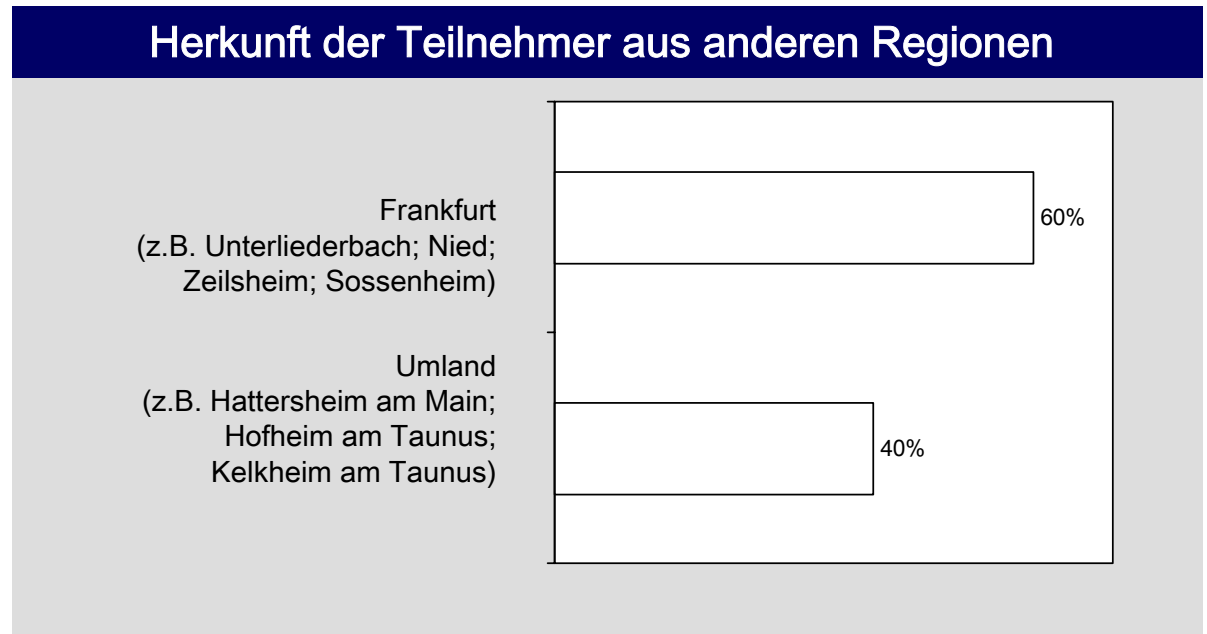 Herkunft der Teilnehmer aus anderen Regionen
Frankfurt
(z.B. Unterliederbach; Nied;
Zeilsheim; Sossenheim)
60%
Umland
(z.B. Hattersheim am Main;
Hofheim am Taunus;
Kelkheim am Taunus)
40%